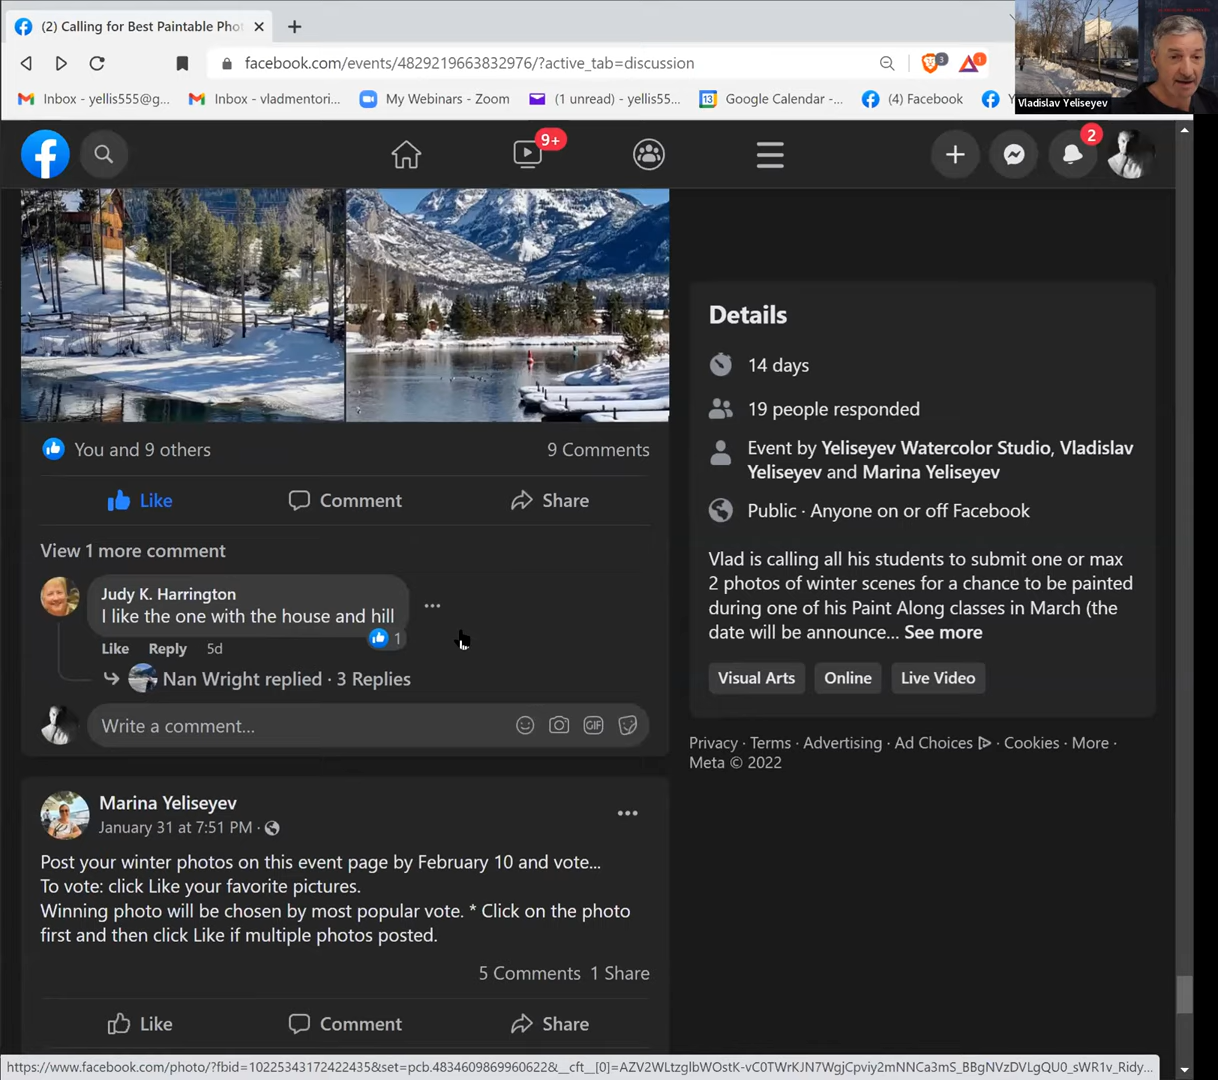 (2) Calling for Best Paintable Phot
facebook.com/events/4829219663832976/?active_tab=discussion
3
1
Inbox - yellis555@g...
Inbox - vladmentori...
My Webinars - Zoom
(1 unread) - yellis55...
13
Google Calendar -...
(4) Facebook
Vladislav Yeliseyev
9+
2
You and 9 others
9 Comments
Like
Comment
Share
View 1 more comment
Judy K. Harrington
I like the one with the house and hill
1
Like Reply 5d
Nan Wright replied · 3 Replies
Write a comment...
GIF
Marina Yeliseyev
January 31 at 7:51 PM ·
Post your winter photos on this event page by February 10 and vote...
To vote: click Like your favorite pictures.
Winning photo will be chosen by most popular vote. * Click on the photo
first and then click Like if multiple photos posted.
5 Comments 1 Share
Like
Comment
Share
Details
14 days
19 people responded
Event by Yeliseyev Watercolor Studio, Vladislav
Yeliseyev and Marina Yeliseyev
Public · Anyone on or off Facebook
Vlad is calling all his students to submit one or max
2 photos of winter scenes for a chance to be painted
during one of his Paint Along classes in March (the
date will be announce... See more
Visual Arts
Online
Live Video
Privacy · Terms · Advertising · Ad Choices · Cookies · More ·
Meta © 2022